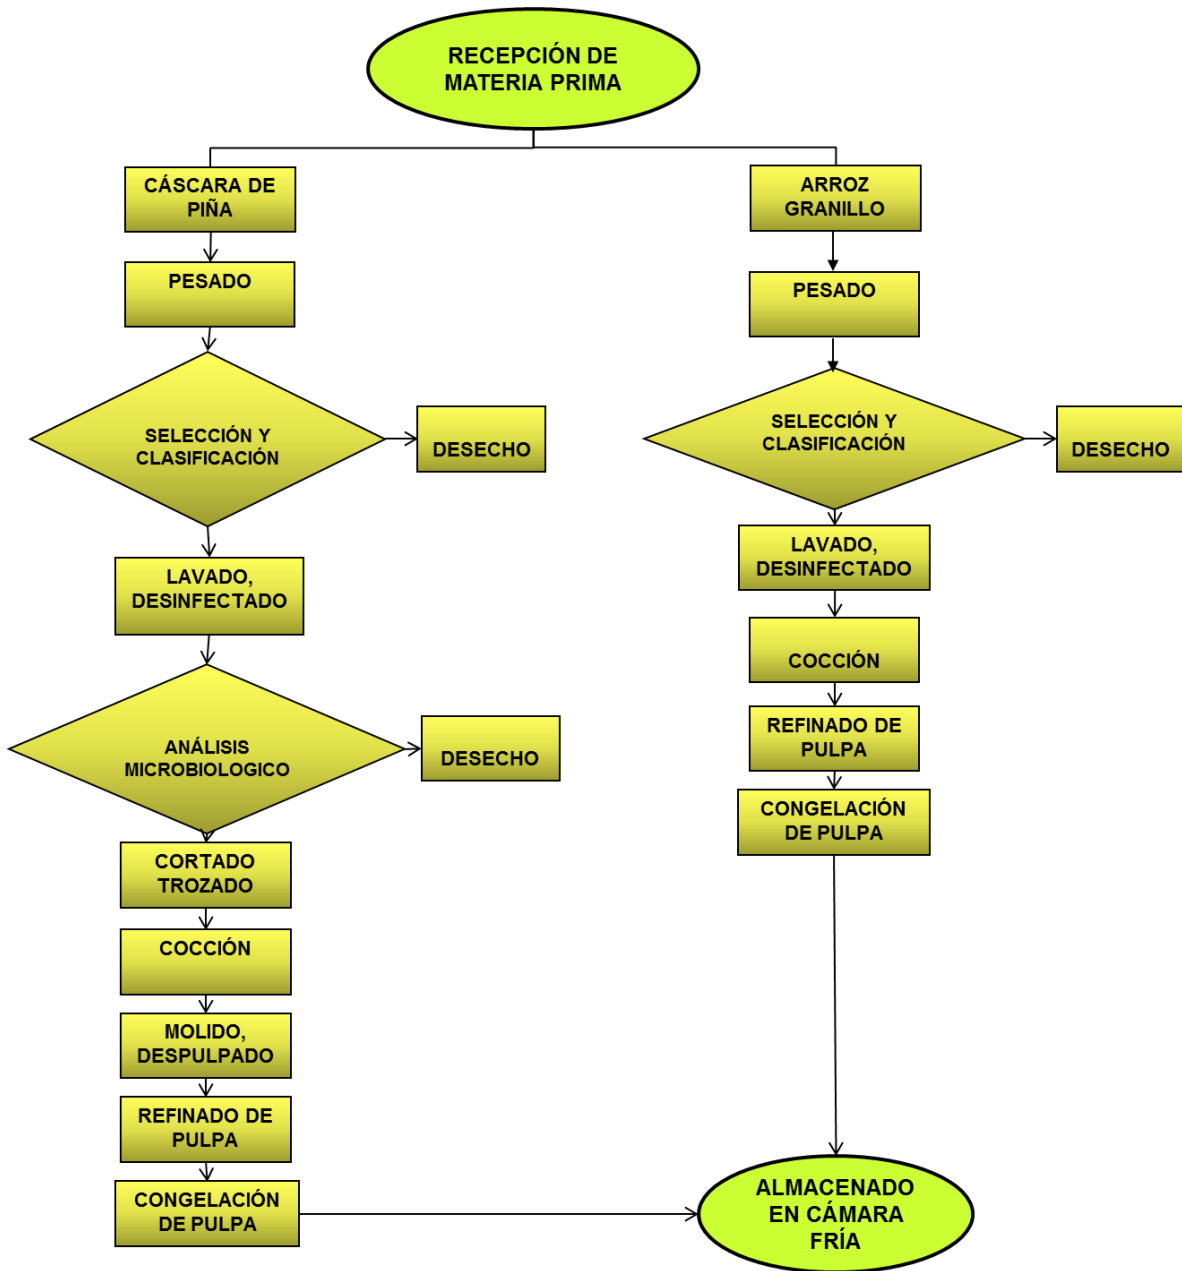 RECEPCIÓN DE
MATERIA PRIMA
CÁSCARA DE
PIÑA
PESADO
SELECCIÓN Y
CLASIFICACIÓN
DESECHO
LAVADO,
DESINFECTADO
ANÁLISIS
MICROBIOLOGICO
DESECHO
CORTADO
TROZADO
COCCIÓN
MOLIDO,
DESPULPADO
REFINADO DE
PULPA
CONGELACIÓN
DE PULPA
ARROZ
GRANILLO
PESADO
SELECCIÓN Y
CLASIFICACIÓN
DESECHO
LAVADO,
DESINFECTADO
COCCIÓN
REFINADO DE
PULPA
CONGELACIÓN
DE PULPA
ALMACENADO
EN CÁMARA
FRÍA